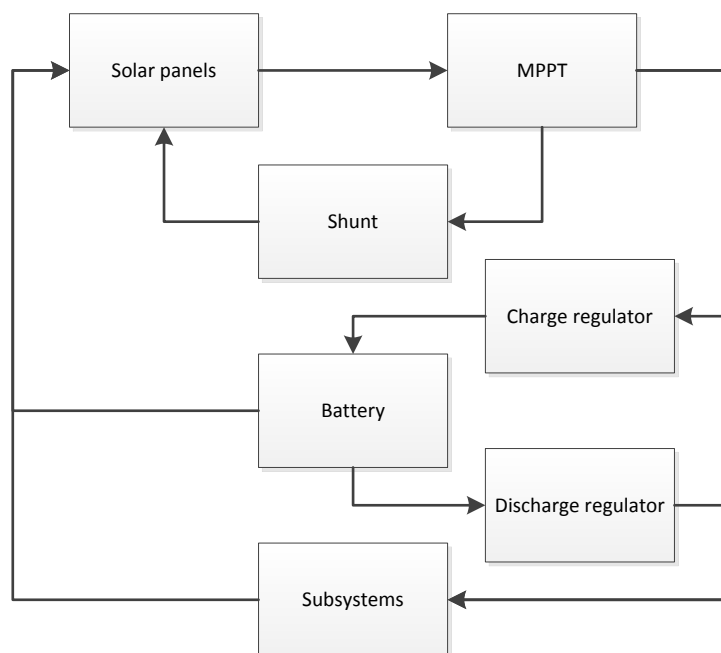 Solar panels
MPPT
Shunt
Charge regulator
Battery
Discharge regulator
Subsystems